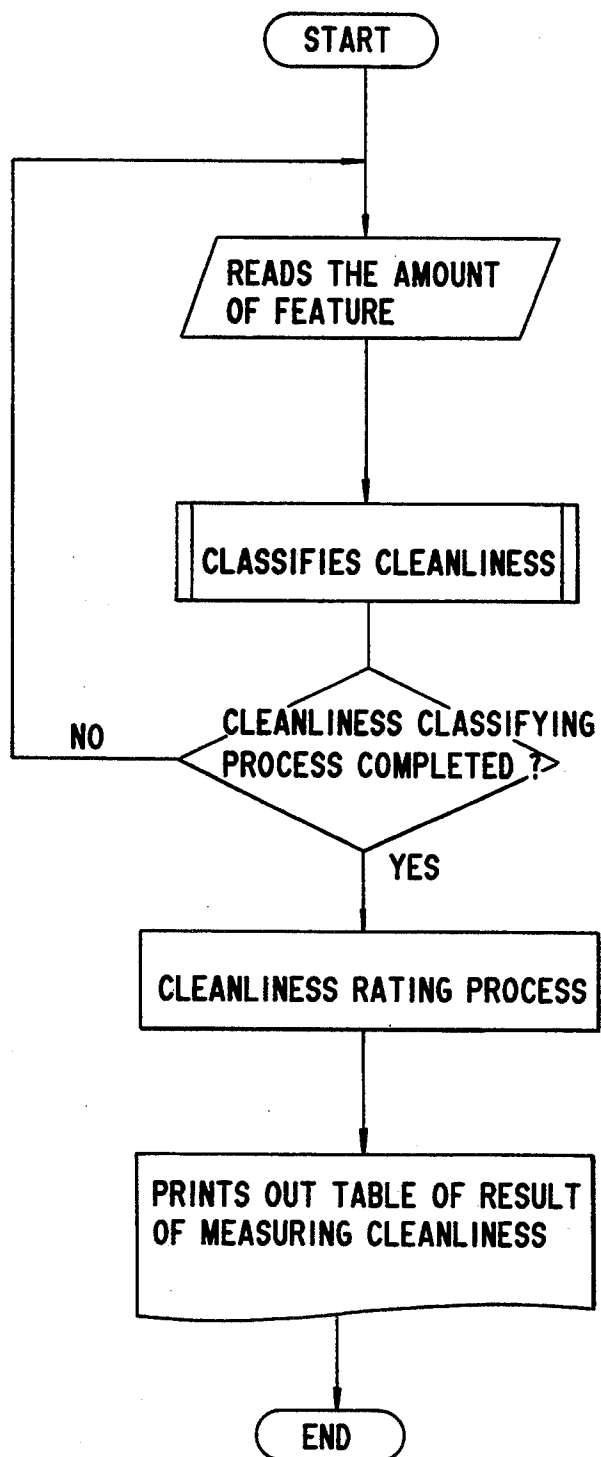 START
READS THE AMOUNT
OF FEATURE
CLASSIFIES CLEANLINESS
CLEANLINESS CLASSIFYING
PROCESS COMPLETED ?
NO
YES
CLEANLINESS RATING PROCESS
PRINTS OUT TABLE OF RESULT
OF MEASURING CLEANLINESS
END